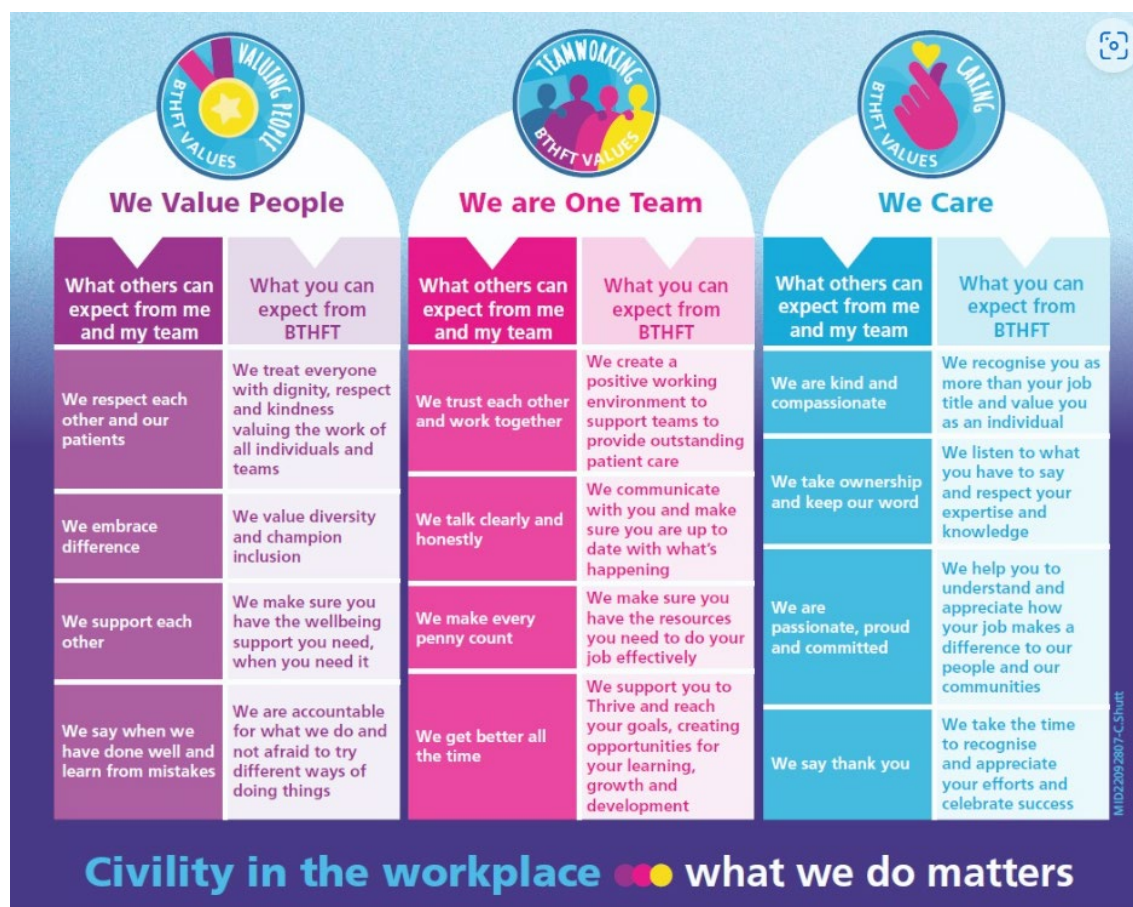 VALUING PEOPLE
BTHFT VALUES
We Value People
What others can
expect from me
and my team
What you can
expect from
BTHFT
We respect each
other and our
patients
We treat everyone
with dignity, respect
and kindness
valuing the work of
all individuals and
teams
We embrace
difference
We value diversity
and champion
inclusion
We support each
other
We make sure you
have the wellbeing
support you need,
when you need it
We say when we
have done well and
learn from mistakes
We are accountable
for what we do and
not afraid to try
different ways of
doing things
TEAMWORKING
BTHFT VALUES
We are One Team
What others can
expect from me
and my team
What you can
expect from
BTHFT
We trust each other
and work together
We create a
positive working
environment to
support teams to
provide outstanding
patient care
We talk clearly and
honestly
We communicate
with you and make
sure you are up to
date with what's
happening
We make every
penny count
We make sure you
have the resources
you need to do your
job effectively
We get better all
the time
We support you to
Thrive and reach
your goals, creating
opportunities for
your learning,
growth and
development
CARING
BTHFT VALUES
We Care
What others can
expect from me
and my team
What you can
expect from
BTHFT
We are kind and
compassionate
We recognise you as
more than your job
title and value you
as an individual
We take ownership
and keep our word
We listen to what
you have to say
and respect your
expertise and
knowledge
We are
passionate, proud
and committed
We help you to
understand and
appreciate how
your job makes a
difference to our
people and our
communities
We say thank you
We take the time
to recognise
and appreciate
your efforts and
celebrate success
MID22092807-C.Shutt
Civility in the workplace what we do matters